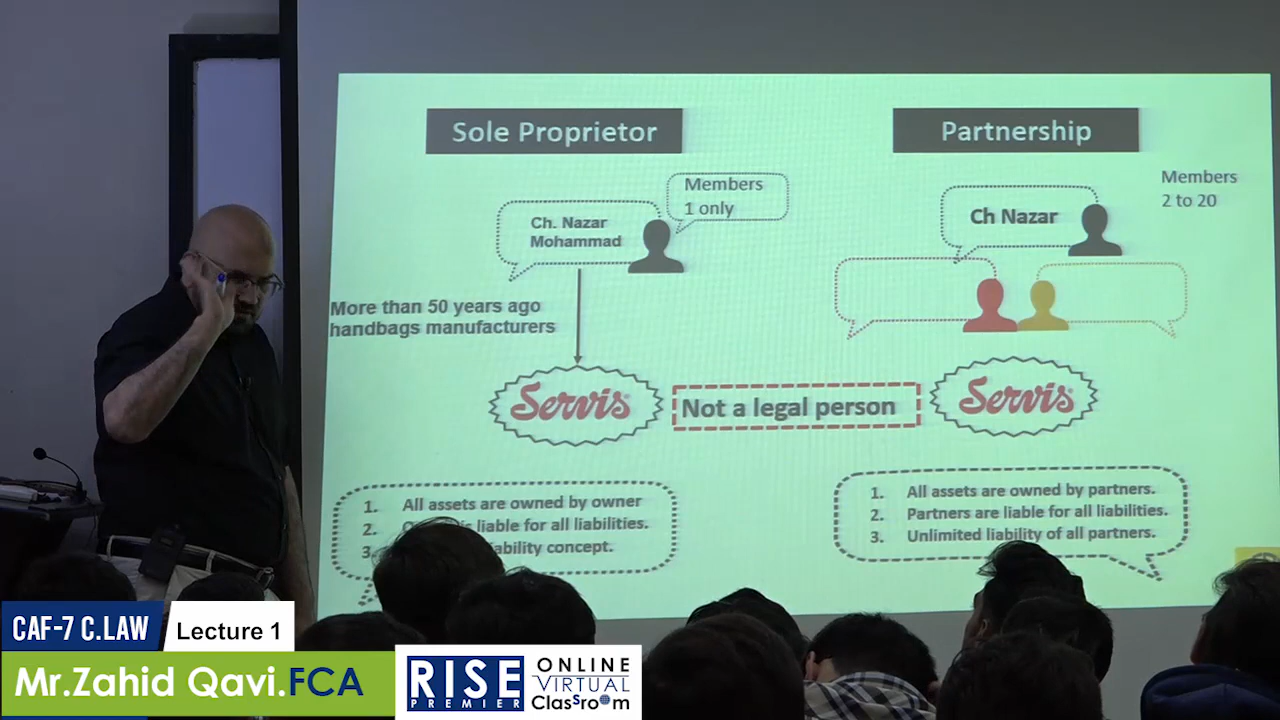 Sole Proprietor
Members
1 only
Ch. Nazar
Mohammad
More than 50 years ago
handbags manufacturers
Servis
Not a legal person
1. All assets are owned by owner
2. is liable for all liabilities.
3. concept.
Partnership
Members
2 to 20
Ch Nazar
Servis
1. All assets are owned by partners.
2. Partners are liable for all liabilities.
3. Unlimited liability of all partners.
CAF-7 C.LAW
Lecture 1
Mr.Zahid Qavi.FCA
RISE
PREMIER
ONLINE
VIRTUAL
Classroom